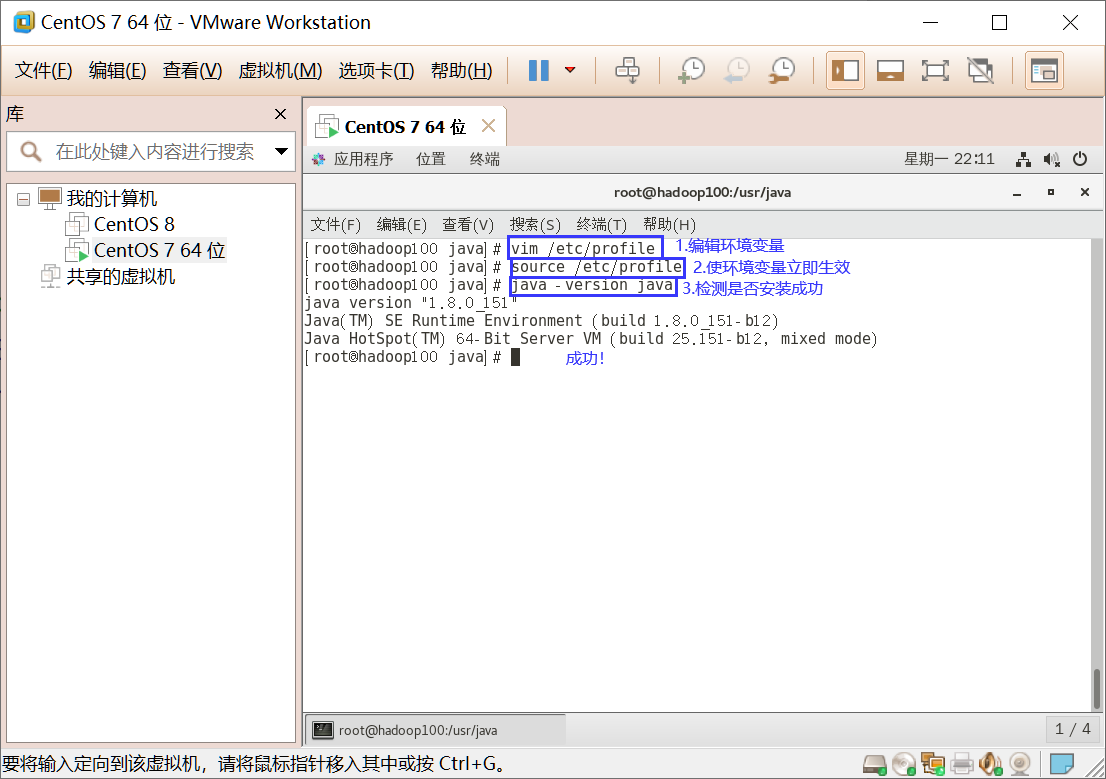 CentOS 7 64 位 - VMware Workstation
文件(F) 编辑(E) 查看(V) 虚拟机(M) 选项卡(T) 帮助(H)
库
在此处键入内容进行搜索
我的计算机
CentOS 8
CentOS 7 64 位
共享的虚拟机
CentOS 7 64 位
应用程序 位置 终端 星期一 22:11
root@hadoop100:/usr/java
文件(F) 编辑(E) 查看(V) 搜索(S) 终端(T) 帮助(H)
[root@hadoop100 java]# vim /etc/profile 1.编辑环境变量
[root@hadoop100 java]# source /etc/profile 2.使环境变量立即生效
[root@hadoop100 java]# java -version java 3.检测是否安装成功
java version "1.8.0_151"
Java(TM) SE Runtime Environment (build 1.8.0_151-b12)
Java HotSpot(TM) 64-Bit Server VM (build 25.151-b12, mixed mode)
[root@hadoop100 java]# 成功!
root@hadoop100:/usr/java 1 / 4
要将输入定向到该虚拟机，请将鼠标指针移入其中或按 Ctrl+G。